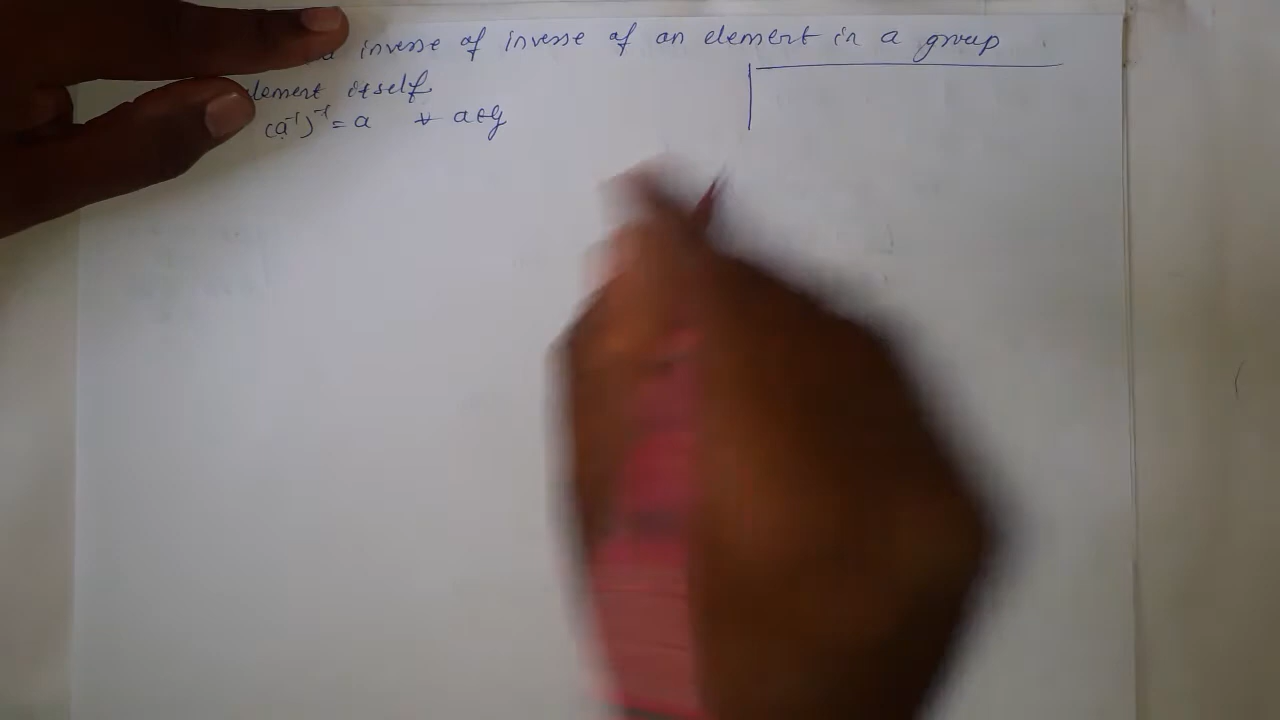 inverse of inverse of an element in a group
element itself
(a⁻¹)⁻¹ = a ∀ a∈G